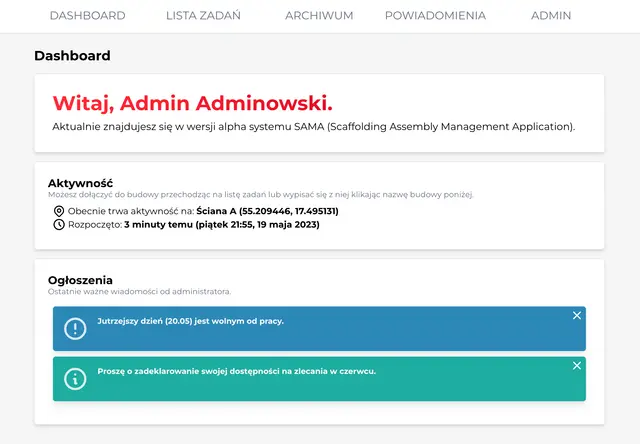 DASHBOARD LISTA ZADAŃ ARCHIWUM POWIADOMIENIA ADMIN
Dashboard
Witaj, Admin Adminowski.
Aktualnie znajdujesz się w wersji alpha systemu SAMA (Scaffolding Assembly Management Application).
Aktywność
Możesz dołączyć do budowy przechodząc na listę zadań lub wypisać się z niej klikając nazwę budowy poniżej.
Obecnie trwa aktywność na: Ściana A (55.209446, 17.495131)
Rozpoczęto: 3 minuty temu (piątek 21:55, 19 maja 2023)
Ogłoszenia
Ostatnie ważne wiadomości od administratora.
Jutrzejszy dzień (20.05) jest wolnym od pracy.
Proszę o zadeklarowanie swojej dostępności na zlecania w czerwcu.